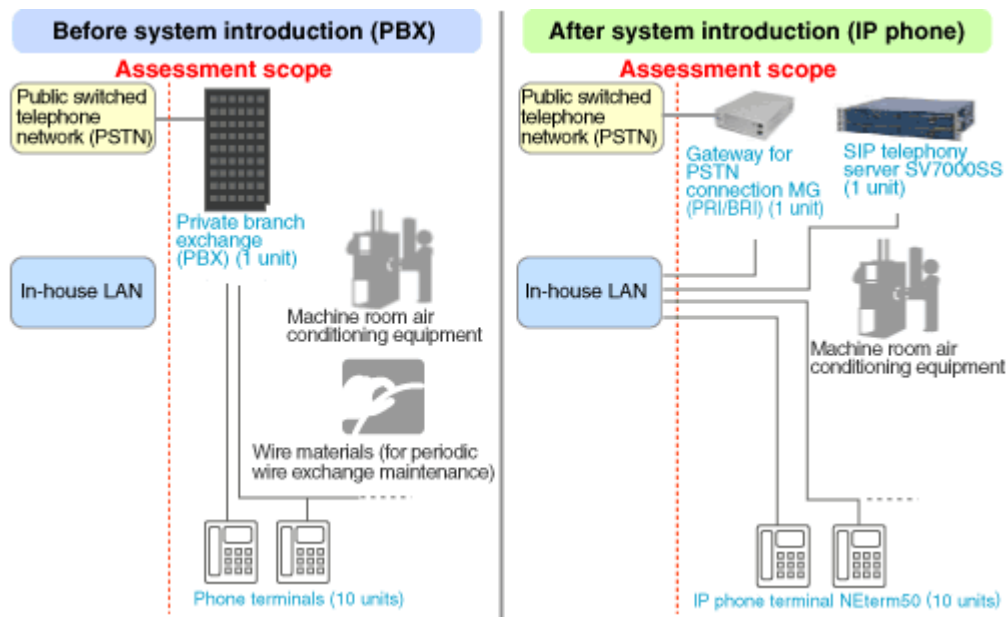 Before system introduction (PBX)
Assessment scope
Public switched
telephone
network (PSTN)
Private branch
exchange
(PBX) (1 unit)
In-house LAN
Machine room air
conditioning equipment
Wire materials (for periodic
wire exchange maintenance)
Phone terminals (10 units)
After system introduction (IP phone)
Assessment scope
Public switched
telephone
network (PSTN)
Gateway for
PSTN
connection MG
(PRI/BRI) (1 unit)
SIP telephony
server SV7000SS
(1 unit)
In-house LAN
Machine room air
conditioning equipment
IP phone terminal NEterm50 (10 units)